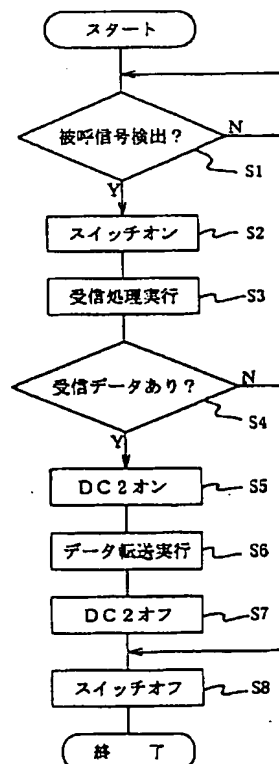 スタート
被呼信号検出?
N
S1
Y
スイッチオン
S2
受信処理実行
S3
受信データあり?
N
S4
Y
DC2オン
S5
データ転送実行
S6
DC2オフ
S7
スイッチオフ
S8
終 了